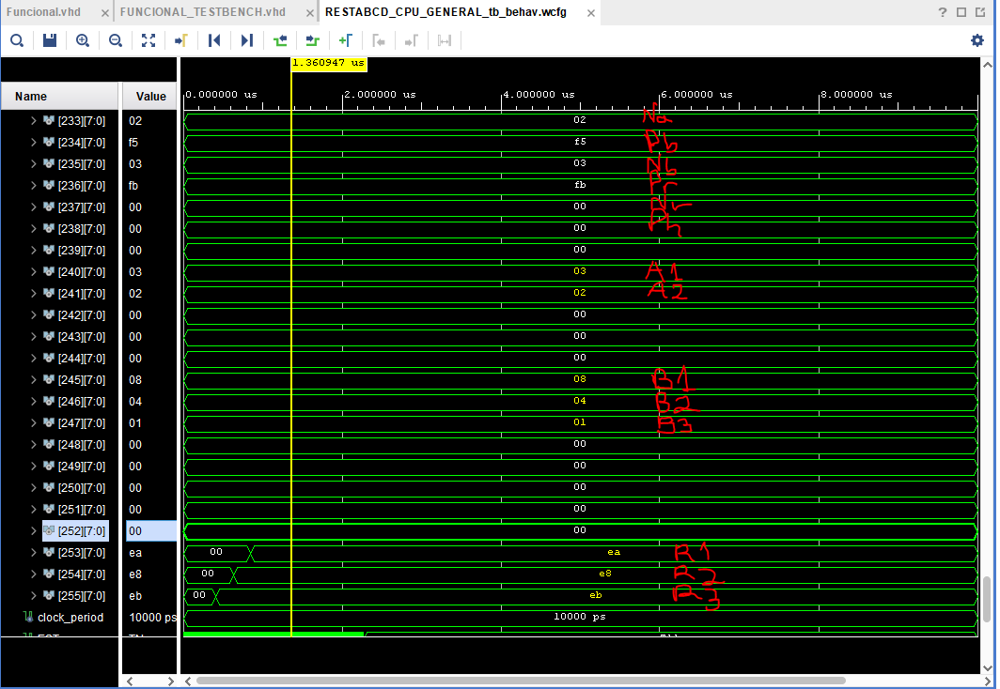 Funcional.vhd × FUNCIONAL_TESTBENCH.vhd × RESTABCD_CPU_GENERAL_tb_behav.wcfg × ?
1.360947 us
Name Value 0.000000 us 2.000000 us 4.000000 us 6.000000 us 8.000000 us
[233][7:0] 02 02 Na
[234][7:0] f5 f5 Pb
[235][7:0] 03 03 Nb
[236][7:0] fb fb Pr
[237][7:0] 00 00 Nr
[238][7:0] 00 00 Ph
[239][7:0] 00 00
[240][7:0] 03 03 A1
[241][7:0] 02 02 A2
[242][7:0] 00 00
[243][7:0] 00 00
[244][7:0] 00 00
[245][7:0] 08 08 B1
[246][7:0] 04 04 B2
[247][7:0] 01 01 B3
[248][7:0] 00 00
[249][7:0] 00 00
[250][7:0] 00 00
[251][7:0] 00 00
[252][7:0] 00 00
[253][7:0] ea 00 ea R1
[254][7:0] e8 00 e8 R2
[255][7:0] eb 00 eb R3
clock_period 10000 ps 10000 ps